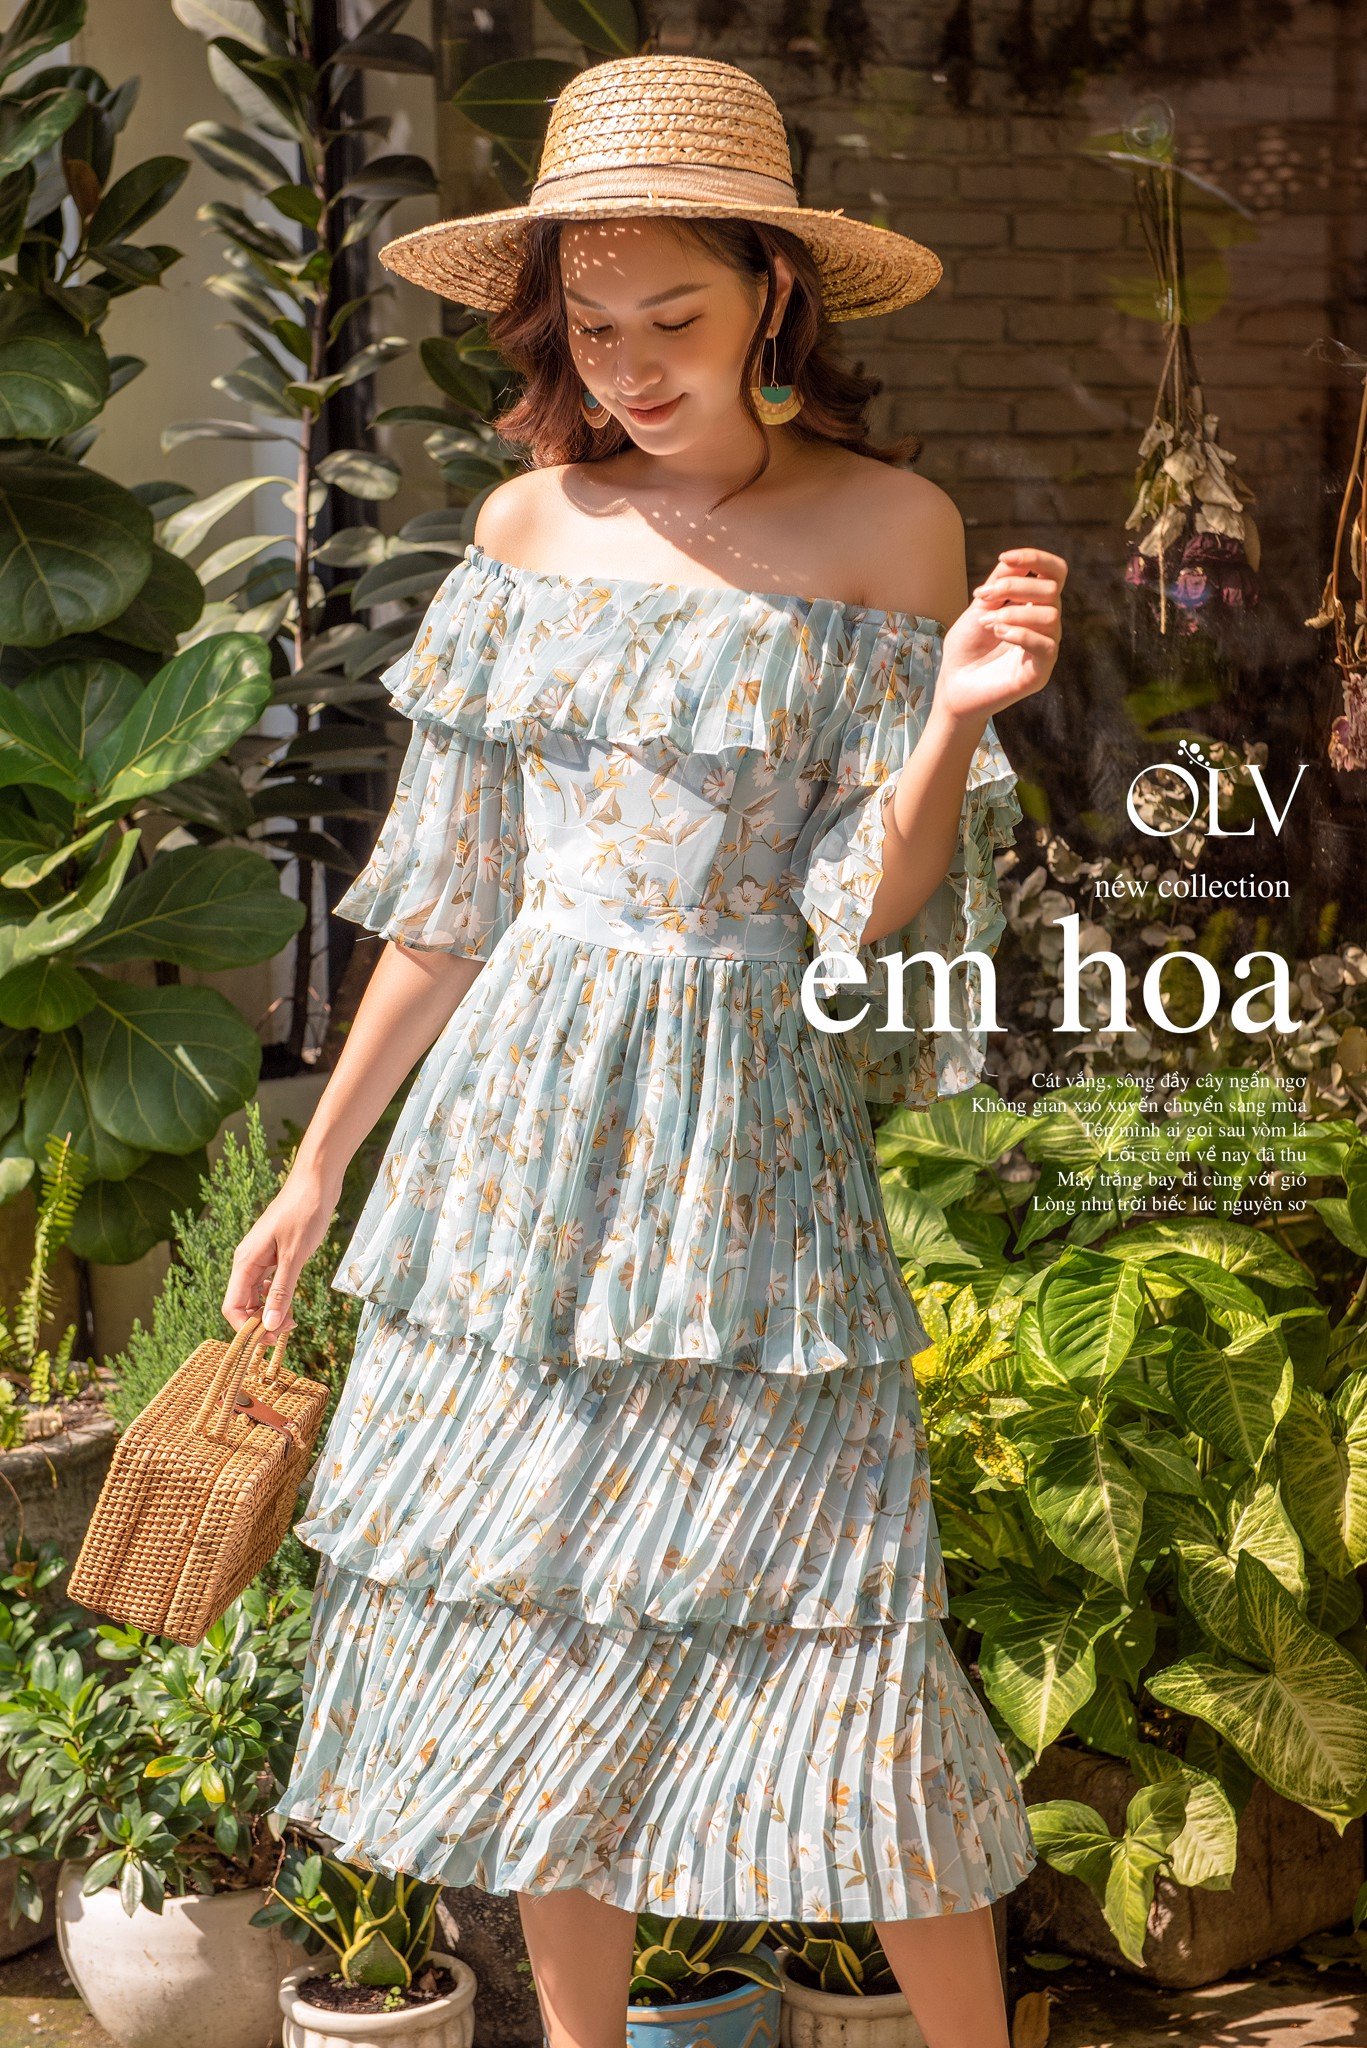 OLV
néw collection
em hoa
Cát vắng, sông đầy cây ngẩn ngơ
Không gian xao xuyến chuyển sang mùa
Tên mình ai gọi sau vòm lá
Lối cũ em về nay đã thu
Mây trắng bay đi cùng với gió
Lòng như trời biếc lúc nguyên sơ